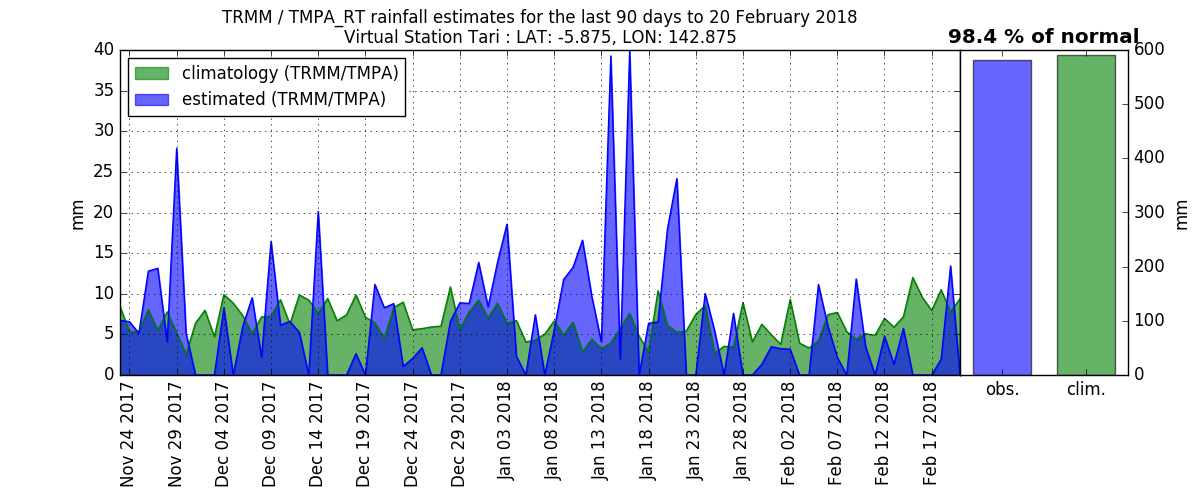 TRMM / TMPA_RT rainfall estimates for the last 90 days to 20 February 2018
Virtual Station Tari : LAT: -5.875, LON: 142.875
98.4 % of normal
climatology (TRMM/TMPA)
estimated (TRMM/TMPA)
40
35
30
25
20
15
10
5
0
mm
600
500
400
300
200
100
0
mm
Nov 24 2017
Nov 29 2017
Dec 04 2017
Dec 09 2017
Dec 14 2017
Dec 19 2017
Dec 24 2017
Dec 29 2017
Jan 03 2018
Jan 08 2018
Jan 13 2018
Jan 18 2018
Jan 23 2018
Jan 28 2018
Feb 02 2018
Feb 07 2018
Feb 12 2018
Feb 17 2018
obs.
clim.